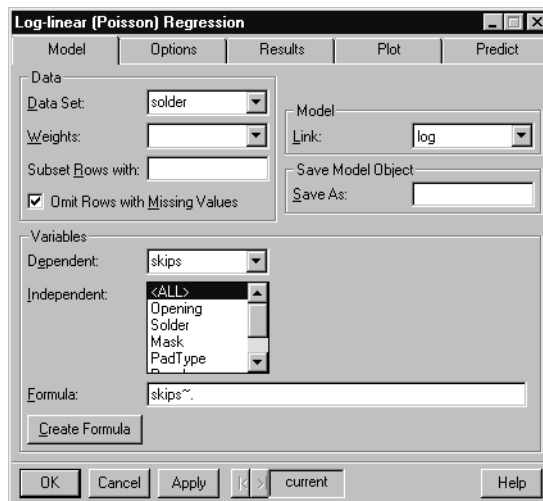 Log-linear (Poisson) Regression
Model Options Results Plot Predict
Data
Data Set: solder
Weights:
Subset Rows with:
Omit Rows with Missing Values
Model
Link: log
Save Model Object
Save As:
Variables
Dependent: skips
Independent: <ALL>
Opening
Solder
Mask
PadType
Formula: skips~.
Create Formula
OK Cancel Apply current Help